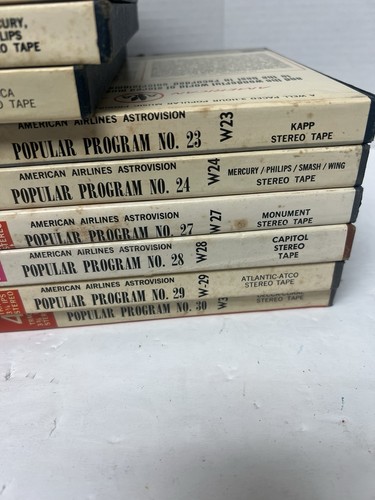 CURY,
LIPS
O TAPE
CA
TAPE
AMERICAN AIRLINES ASTROVISION
POPULAR PROGRAM NO. 23
W23
KAPP
STEREO TAPE
AMERICAN AIRLINES ASTROVISION
POPULAR PROGRAM NO. 24
W24
MERCURY / PHILIPS / SMASH / WING
STEREO TAPE
AMERICAN AIRLINES ASTROVISION
POPULAR PROGRAM NO. 27
W27
MONUMENT
STEREO TAPE
AMERICAN AIRLINES ASTROVISION
POPULAR PROGRAM NO. 28
W28
CAPITOL
STEREO
TAPE
AMERICAN AIRLINES ASTROVISION
POPULAR PROGRAM NO. 29
W-29
ATLANTIC-ATCO
STEREO TAPE
POPULAR PROGRAM NO. 30
W3
STEREO TAPE